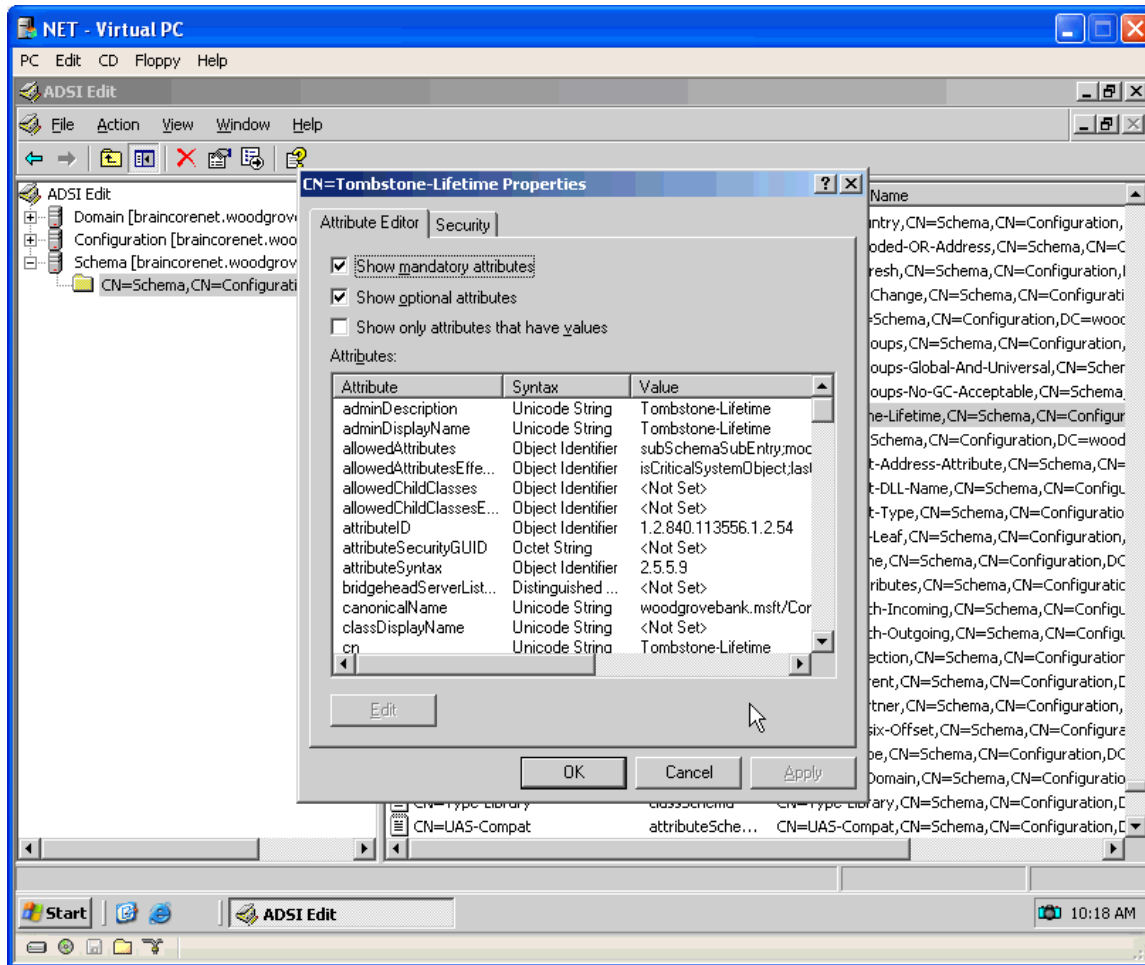 NET - Virtual PC
PC Edit CD Floppy Help
ADSI Edit
File Action View Window Help
ADSI Edit
Domain [braincorenet.woodgrov
Configuration [braincorenet.woo
Schema [braincorenet.woodgrov
CN=Schema,CN=Configurati
CN=Tombstone-Lifetime Properties
Attribute Editor Security
Show mandatory attributes
Show optional attributes
Show only attributes that have values
Attributes:
Attribute Syntax Value
adminDescription Unicode String Tombstone-Lifetime
adminDisplayName Unicode String Tombstone-Lifetime
allowedAttributes Object Identifier subSchemaSubEntry;moc
allowedAttributesEffe... Object Identifier isCriticalSystemObject;last
allowedChildClasses Object Identifier <Not Set>
allowedChildClassesE... Object Identifier <Not Set>
attributeID Object Identifier 1.2.840.113556.1.2.54
attributeSecurityGUID Octet String <Not Set>
attributeSyntax Object Identifier 2.5.5.9
bridgeheadServerList... Distinguished ... <Not Set>
canonicalName Unicode String woodgrovebank.msft/Cor
classDisplayName Unicode String <Not Set>
cn Unicode String Tombstone-Lifetime
Edit
OK Cancel Apply
Name
ntry,CN=Schema,CN=Configuration,
oded-OR-Address,CN=Schema,CN=C
resh,CN=Schema,CN=Configuration,
Change,CN=Schema,CN=Configurati
=Schema,CN=Configuration,DC=wood
oups,CN=Schema,CN=Configuration,
oups-Global-And-Universal,CN=Schem
oups-No-GC-Acceptable,CN=Schema,
ne-Lifetime,CN=Schema,CN=Configur
Schema,CN=Configuration,DC=wood
t-Address-Attribute,CN=Schema,CN=
t-DLL-Name,CN=Schema,CN=Configu
t-Type,CN=Schema,CN=Configuratio
-Leaf,CN=Schema,CN=Configuration,
ne,CN=Schema,CN=Configuration,DC
ributes,CN=Schema,CN=Configuratic
th-Incoming,CN=Schema,CN=Configu
th-Outgoing,CN=Schema,CN=Configu
ection,CN=Schema,CN=Configuration
rent,CN=Schema,CN=Configuration,D
tner,CN=Schema,CN=Configuration,
six-Offset,CN=Schema,CN=Configura
pe,CN=Schema,CN=Configuration,DC
Domain,CN=Schema,CN=Configuratio
CN=Type-Library classSchema CN=Type-Library,CN=Schema,CN=Configuration,D
CN=UAS-Compat attributeSche... CN=UAS-Compat,CN=Schema,CN=Configuration,D
Start ADSI Edit 10:18 AM